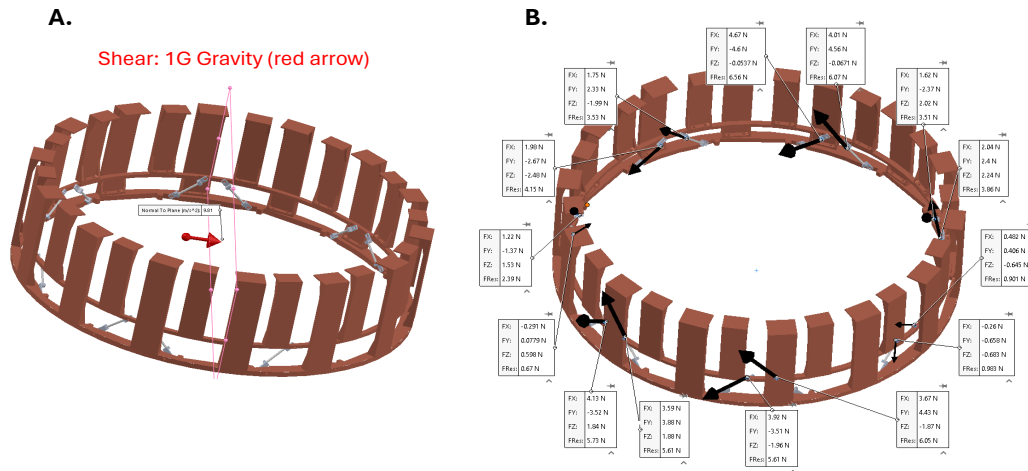 A.
B.
Shear: 1G Gravity (red arrow)
Normal To Plane (m/s^2): 9.81
FX: 4.67 N
FY: -4.6 N
FZ: -0.0537 N
FRes: 6.56 N
FX: 4.01 N
FY: 4.56 N
FZ: -0.0671 N
FRes: 6.07 N
FX: 1.75 N
FY: 2.33 N
FZ: -1.99 N
FRes: 3.53 N
FX: 1.62 N
FY: -2.37 N
FZ: 2.02 N
FRes: 3.51 N
FX: 1.98 N
FY: -2.67 N
FZ: -2.48 N
FRes: 4.15 N
FX: 2.04 N
FY: 2.4 N
FZ: 2.24 N
FRes: 3.86 N
FX: 1.22 N
FY: -1.37 N
FZ: 1.53 N
FRes: 2.39 N
FX: 0.482 N
FY: 0.406 N
FZ: -0.645 N
FRes: 0.901 N
FX: -0.291 N
FY: 0.0779 N
FZ: 0.598 N
FRes: 0.67 N
FX: -0.26 N
FY: -0.658 N
FZ: -0.683 N
FRes: 0.983 N
FX: 4.13 N
FY: -3.52 N
FZ: 1.84 N
FRes: 5.73 N
FX: 3.59 N
FY: 3.88 N
FZ: 1.88 N
FRes: 5.61 N
FX: 3.92 N
FY: -3.51 N
FZ: -1.96 N
FRes: 5.61 N
FX: 3.67 N
FY: 4.43 N
FZ: -1.87 N
FRes: 6.05 N